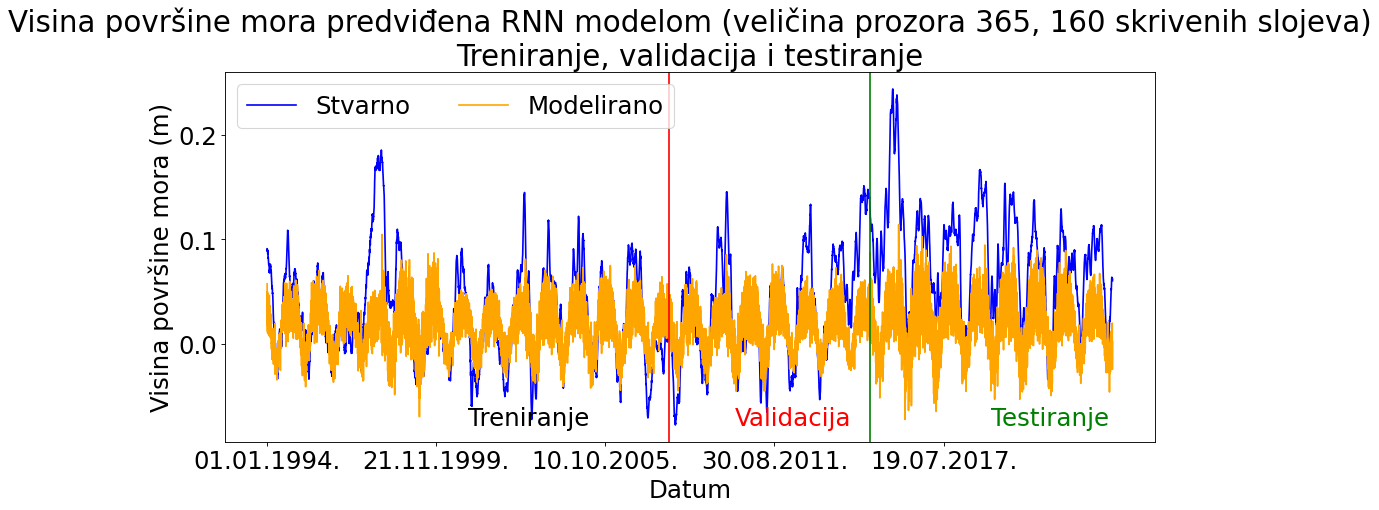 Visina površine mora predviđena RNN modelom (veličina prozora 365, 160 skrivenih slojeva)
Treniranje, validacija i testiranje
Stvarno
Modelirano
Visina površine mora (m)
0.2
0.1
0.0
Treniranje
Validacija
Testiranje
01.01.1994.
21.11.1999.
10.10.2005.
30.08.2011.
19.07.2017.
Datum